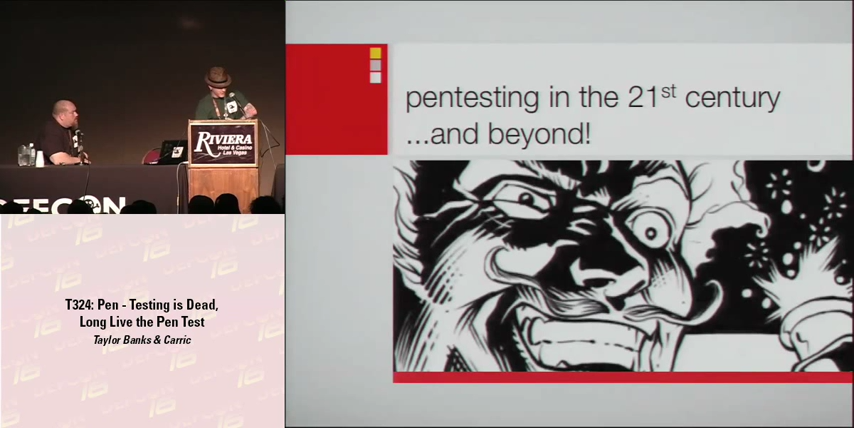 RIVIERA
Hotel & Casino
Las Vegas
DEFCON
T324: Pen - Testing is Dead,
Long Live the Pen Test
Taylor Banks & Carric
pentesting in the 21st century
...and beyond!